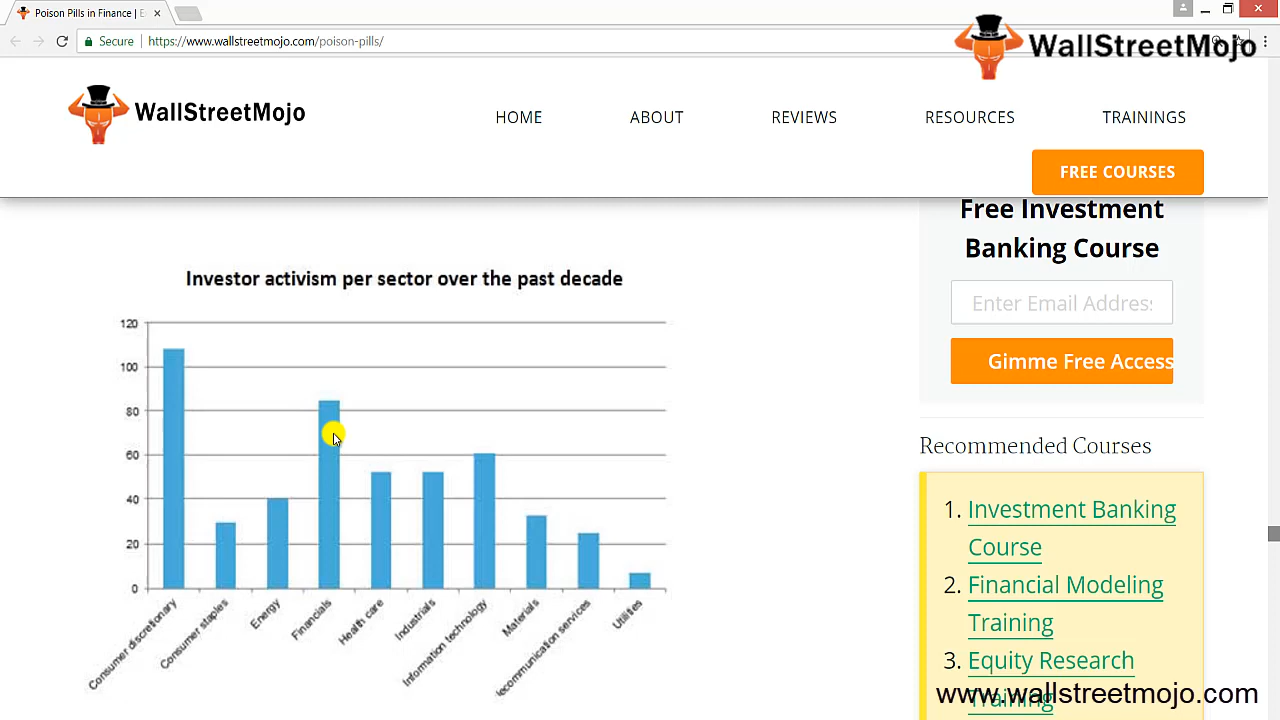 Poison Pills in Finance | E
Secure | https://www.wallstreetmojo.com/poison-pills/
WallStreetMojo
WallStreetMojo
HOME ABOUT REVIEWS RESOURCES TRAININGS
FREE COURSES
Free Investment
Banking Course
Enter Email Address
Gimme Free Access
Investor activism per sector over the past decade
120
100
80
60
40
20
0
Consumer discretionary
Consumer staples
Energy
Financials
Health care
Industrials
Information technology
Materials
lecommunication services
Utilities
Recommended Courses
1. Investment Banking
Course
2. Financial Modeling
Training
3. Equity Research
Training
www.wallstreetmojo.com